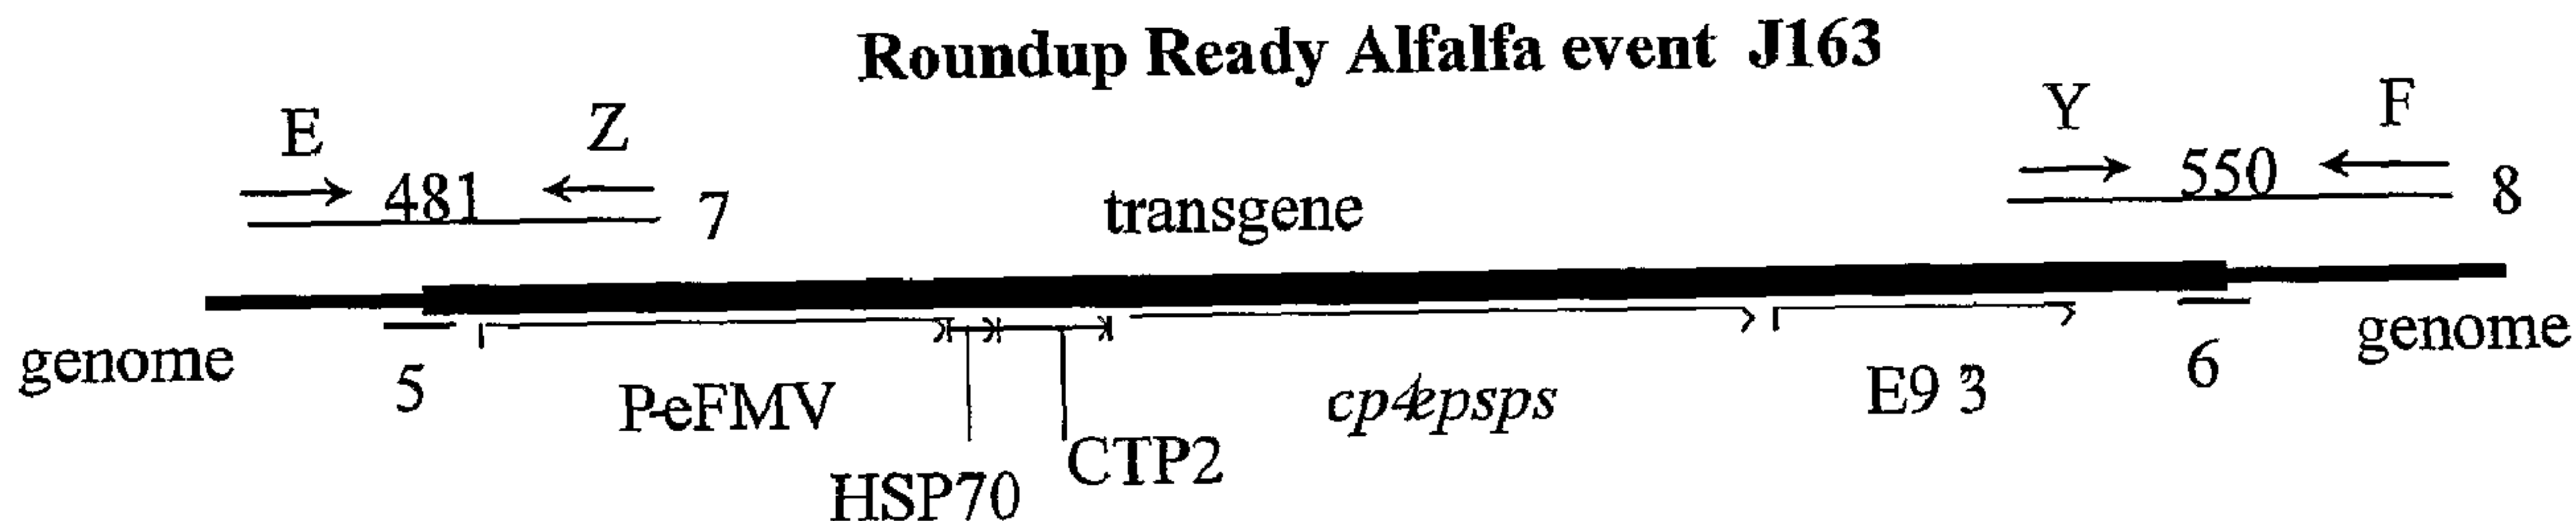 Roundup Ready Alfalfa event J163
E Z Y F
481 550
7 transgene 8
genome genome
5 P-eFMV cp4epsps E9 3 6
HSP70 CTP2